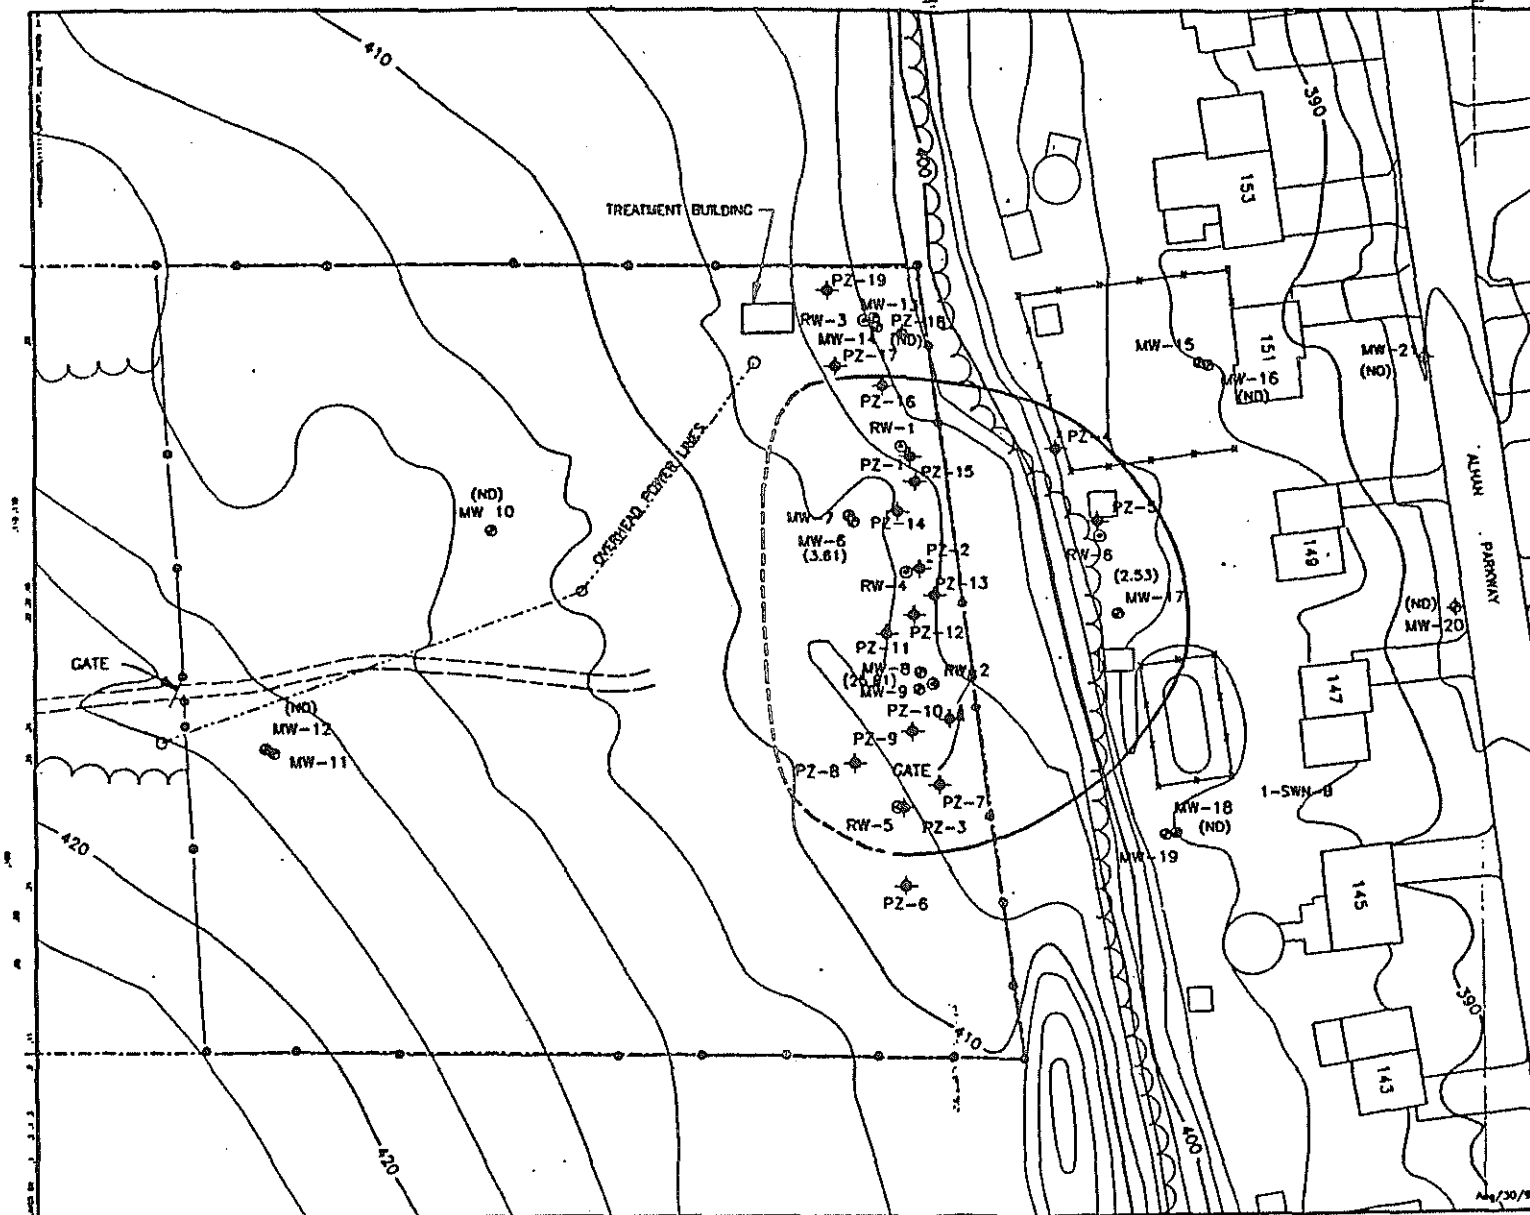 410
390
400
153
TREATMENT BUILDING
PZ-19
MW-13
RW-3
PZ-18
MW-14
(ND)
PZ-17
PZ-16
MW-15
151
MW-16
(ND)
MW-21
(ND)
RW-1
PZ-1
PZ-15
OVERHEAD POWER LINES
ALHAN PARKWAY
(ND)
MW 10
MW-7
PZ-14
MW-6
(3.61)
PZ-5
RW-6
149
PZ-2
RW-4
PZ-13
(2.53)
MW-17
(ND)
MW-20
PZ-12
PZ-11
GATE
MW-8
RW-2
MW-9
147
(ND)
MW-12
MW-11
PZ-10
PZ-9
PZ-8
GATE
PZ-7
RW-5
PZ-3
1-SWN-B
MW-18
(ND)
MW-19
420
145
PZ-6
390
410
143
420
400